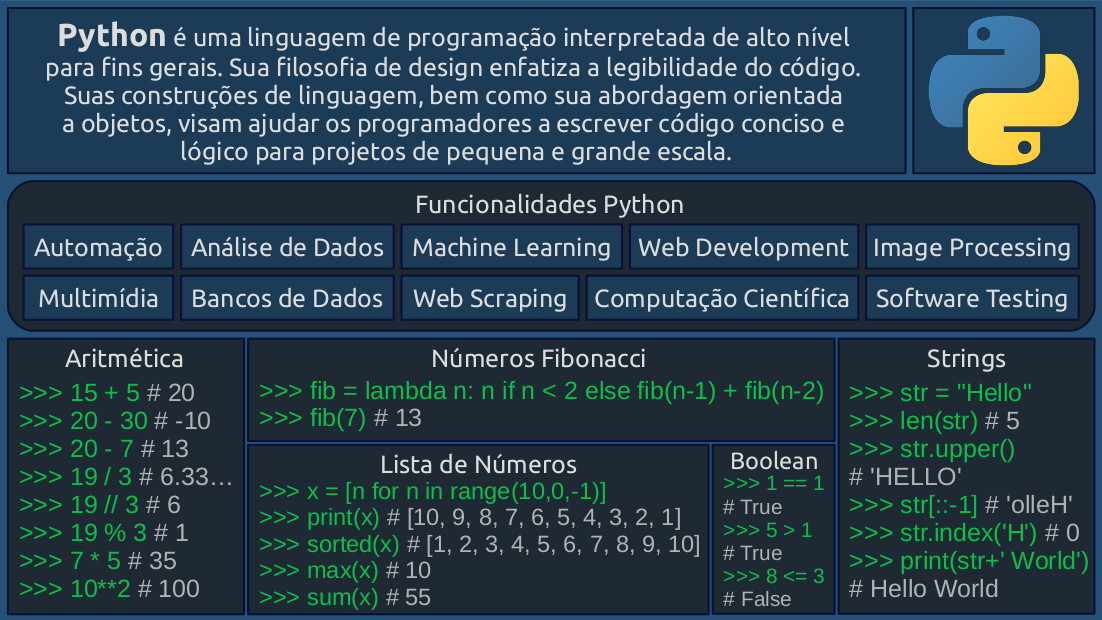 Python é uma linguagem de programação interpretada de alto nível
para fins gerais. Sua filosofia de design enfatiza a legibilidade do código.
Suas construções de linguagem, bem como sua abordagem orientada
a objetos, visam ajudar os programadores a escrever código conciso e
lógico para projetos de pequena e grande escala.
Funcionalidades Python
Automação
Análise de Dados
Machine Learning
Web Development
Image Processing
Multimídia
Bancos de Dados
Web Scraping
Computação Científica
Software Testing
Aritmética
>>> 15 + 5 # 20
>>> 20 - 30 # -10
>>> 20 - 7 # 13
>>> 19 / 3 # 6.33…
>>> 19 // 3 # 6
>>> 19 % 3 # 1
>>> 7 * 5 # 35
>>> 10**2 # 100
Números Fibonacci
>>> fib = lambda n: n if n < 2 else fib(n-1) + fib(n-2)
>>> fib(7) # 13
Lista de Números
>>> x = [n for n in range(10,0,-1)]
>>> print(x) # [10, 9, 8, 7, 6, 5, 4, 3, 2, 1]
>>> sorted(x) # [1, 2, 3, 4, 5, 6, 7, 8, 9, 10]
>>> max(x) # 10
>>> sum(x) # 55
Boolean
>>> 1 == 1
# True
>>> 5 > 1
# True
>>> 8 <= 3
# False
Strings
>>> str = "Hello"
>>> len(str) # 5
>>> str.upper()
# 'HELLO'
>>> str[::-1] # 'olleH'
>>> str.index('H') # 0
>>> print(str+' World')
# Hello World